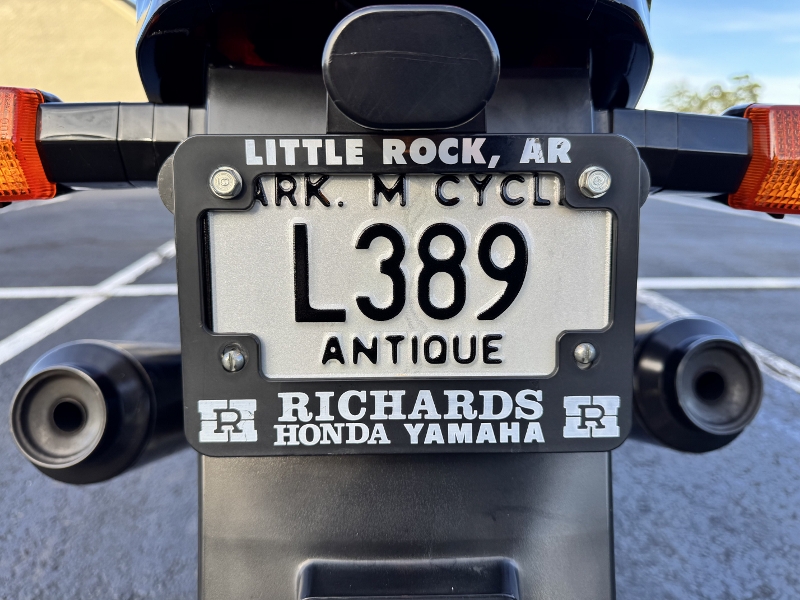 LITTLE ROCK, AR
ARK. M CYCL
L389
ANTIQUE
R RICHARDS R
HONDA YAMAHA